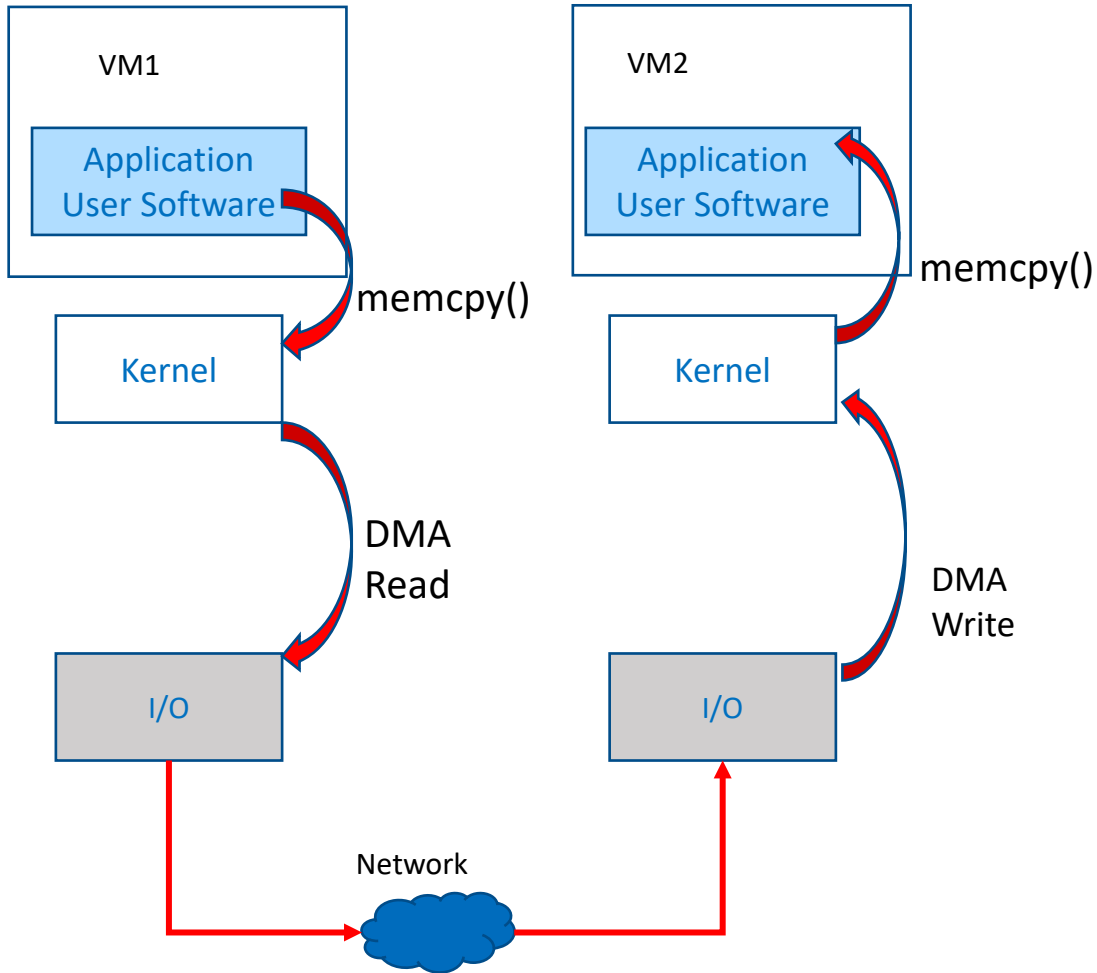 VM1
Application
User Software
memcpy()
Kernel
DMA
Read
I/O
VM2
Application
User Software
memcpy()
Kernel
DMA
Write
I/O
Network